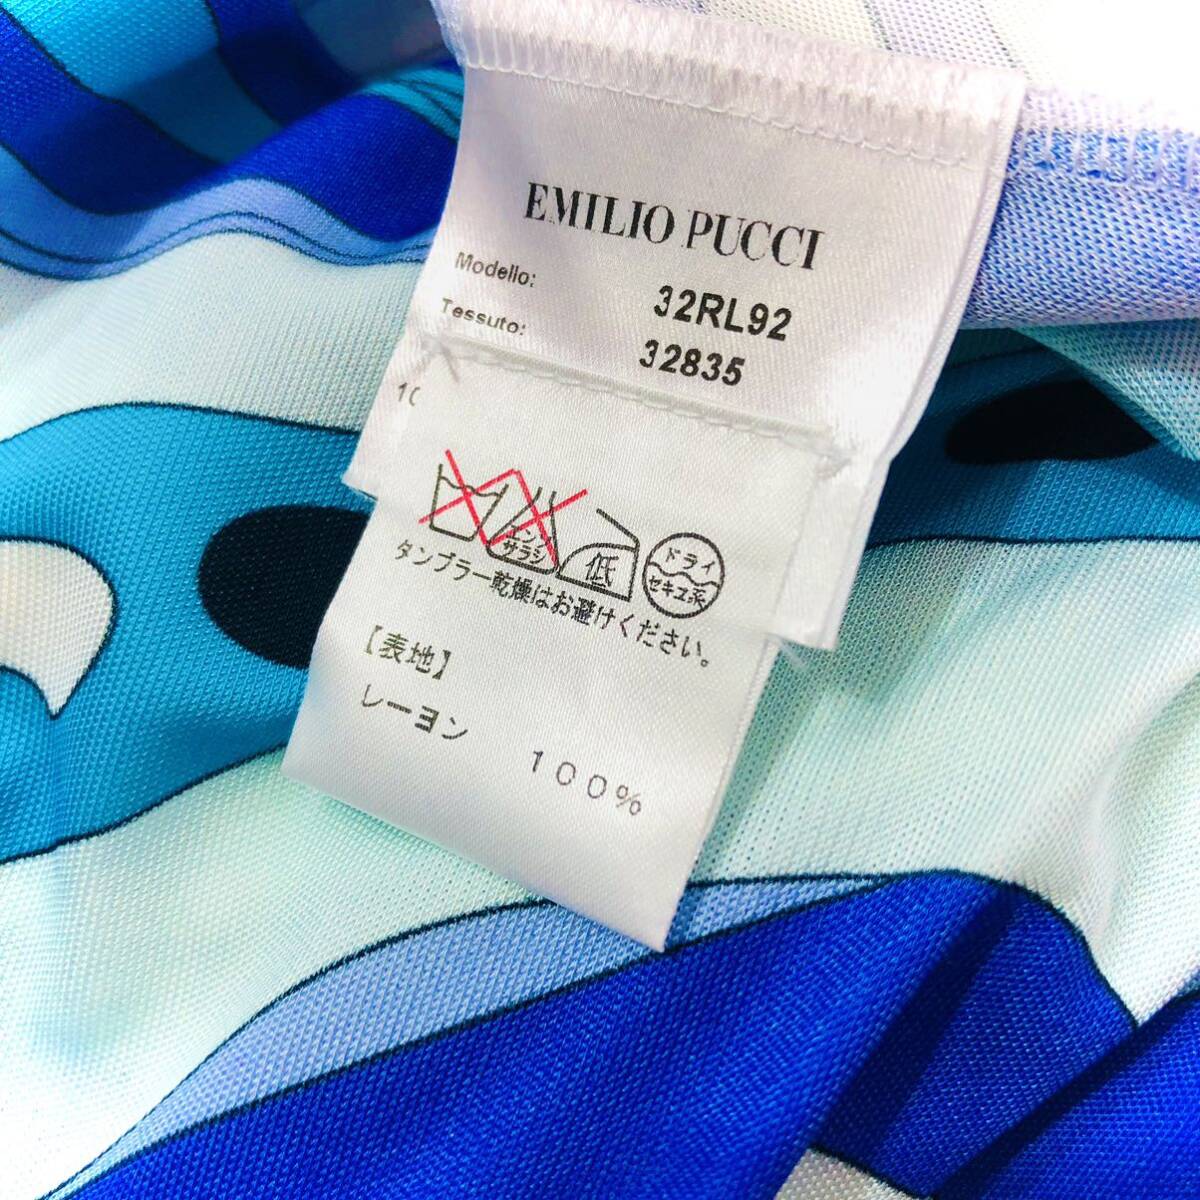 EMILIO PUCCI
Modello: 32RL92
Tessuto: 32835
10
エンソ
サラシ
低
ドライ
セキユ系
タンブラー乾燥はお避けください。
【表地】
レーヨン 100%